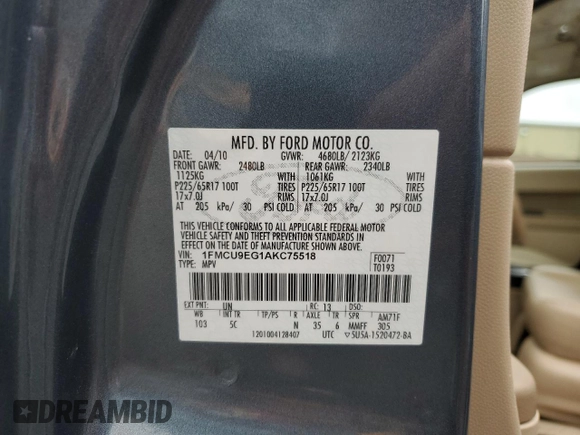 MFD. BY FORD MOTOR CO.
DATE: 04/10 GVWR: 4680LB/ 2123KG
FRONT GAWR: 2480LB REAR GAWR: 2340LB
1125KG WITH 1061KG WITH
P225/65R17 100T TIRES P225/65R17 100T TIRES
17x7.0J RIMS 17x7.0J RIMS
AT 205 kPa/ 30 PSI COLD AT 205 kPa/ 30 PSI COLD
THIS VEHICLE CONFORMS TO ALL APPLICABLE FEDERAL MOTOR
VEHICLE SAFETY AND THEFT PREVENTION STANDARDS IN EFFECT ON
THE DATE OF MANUFACTURE SHOWN ABOVE.
VIN: 1FMCU9EG1AKC75518 F0071
TYPE: MPV T0193
EXT PNT: UN RC: 13 DSO:
WB INT TR TP/PS R AXLE TR SPR AM71F
103 5C N 35 6 MMFF 305
1201004128407 UTC ▽5U5A-1520472-BA
DREAMBID